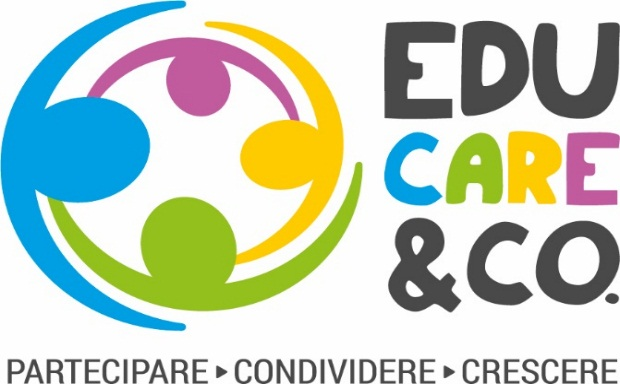 EDU
CARE
&CO.
PARTECIPARE ▸ CONDIVIDERE ▸ CRESCERE